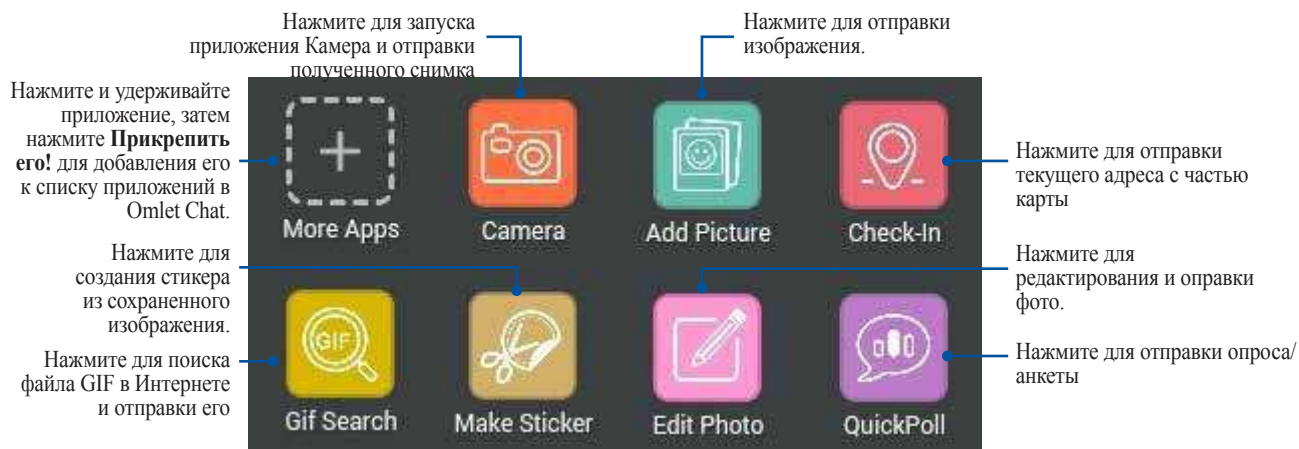 Нажмите для запуска
приложения Камера и отправки
полученного снимка
Нажмите для отправки
изображения.
Нажмите и удерживайте
приложение, затем
нажмите Прикрепить
его! для добавления его
к списку приложений в
Omlet Chat.
Нажмите для отправки
текущего адреса с частью
карты
More Apps
Camera
Add Picture
Check-In
Нажмите для
создания стикера
из сохраненного
изображения.
Нажмите для
редактирования и оправки
фото.
Нажмите для поиска
файла GIF в Интернете
и отправки его
Нажмите для отправки опроса/
анкеты
GIF
Gif Search
Make Sticker
Edit Photo
QuickPoll